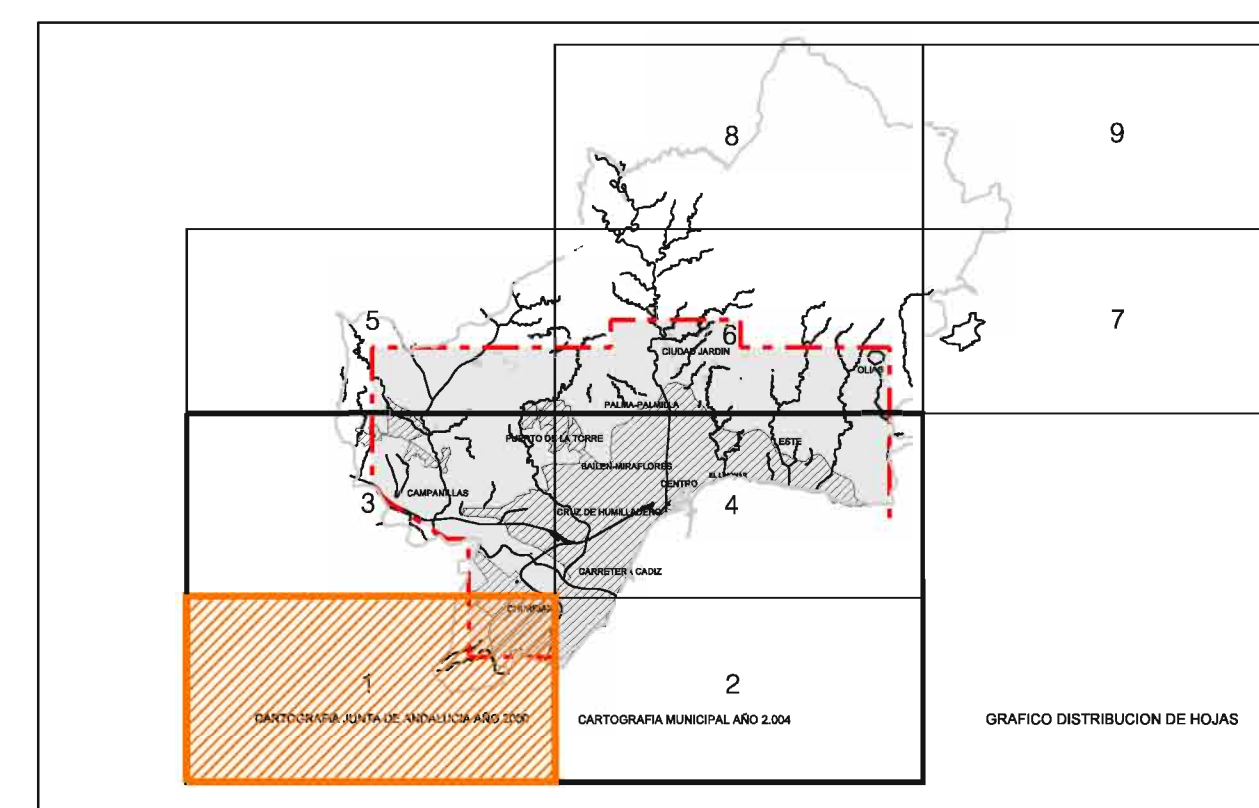 8
9
5
6
7
CIUDAD JARDIN
OLIAS
PALMA-PALMILLA
PUERTO DE LA TORRE
ESTE
BAILEN-MIRAFLORES
CENTRO
3
CAMPANILLAS
4
CRUZ DE HUMILLADERO
CARRETER CADIZ
1
2
CARTOGRAFIA JUNTA DE ANDALUCIA AÑO 2000
CARTOGRAFIA MUNICIPAL AÑO 2.004
GRAFICO DISTRIBUCION DE HOJAS